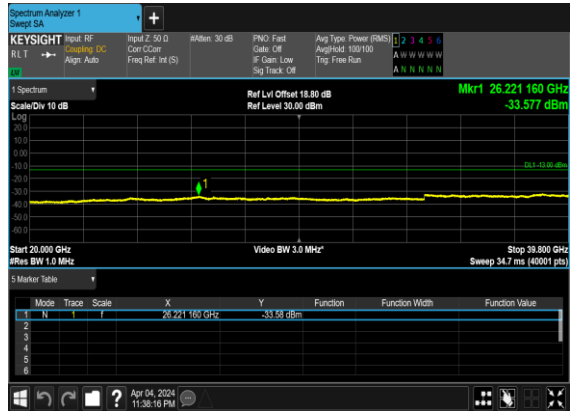 Spectrum Analyzer 1
Swept SA
+
KEYSIGHT Input: RF Input Z: 50 Ω #Atten: 30 dB PNO: Fast Avg Type: Power (RMS) 1 2 3 4 5 6
RLT Coupling: DC Corr CCorr Gate: Off Avg|Hold: 100/100 A W W W W W
Align: Auto Freq Ref: Int (S) IF Gain: Low Trig: Free Run
LW Sig Track: Off A N N N N N
1 Spectrum Ref Lvl Offset 18.80 dB Mkr1 26.221 160 GHz
Scale/Div 10 dB Ref Level 30.00 dBm -33.577 dBm
Log
20.0
10.0
0.00
-10.0 DL1 -13.00 dBm
-20.0
-30.0 1
-40.0
-50.0
-60.0
Start 20.000 GHz Video BW 3.0 MHz* Stop 39.800 GHz
#Res BW 1.0 MHz Sweep 34.7 ms (40001 pts)
5 Marker Table
Mode Trace Scale X Y Function Function Width Function Value
1 N 1 f 26.221 160 GHz -33.58 dBm
2
3
4
5
6
? Apr 04, 2024
11:38:16 PM